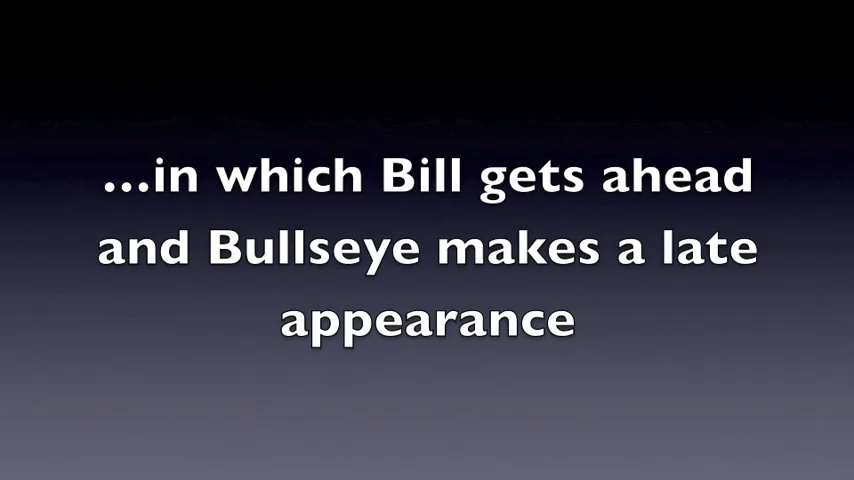 ...in which Bill gets ahead
and Bullseye makes a late
appearance